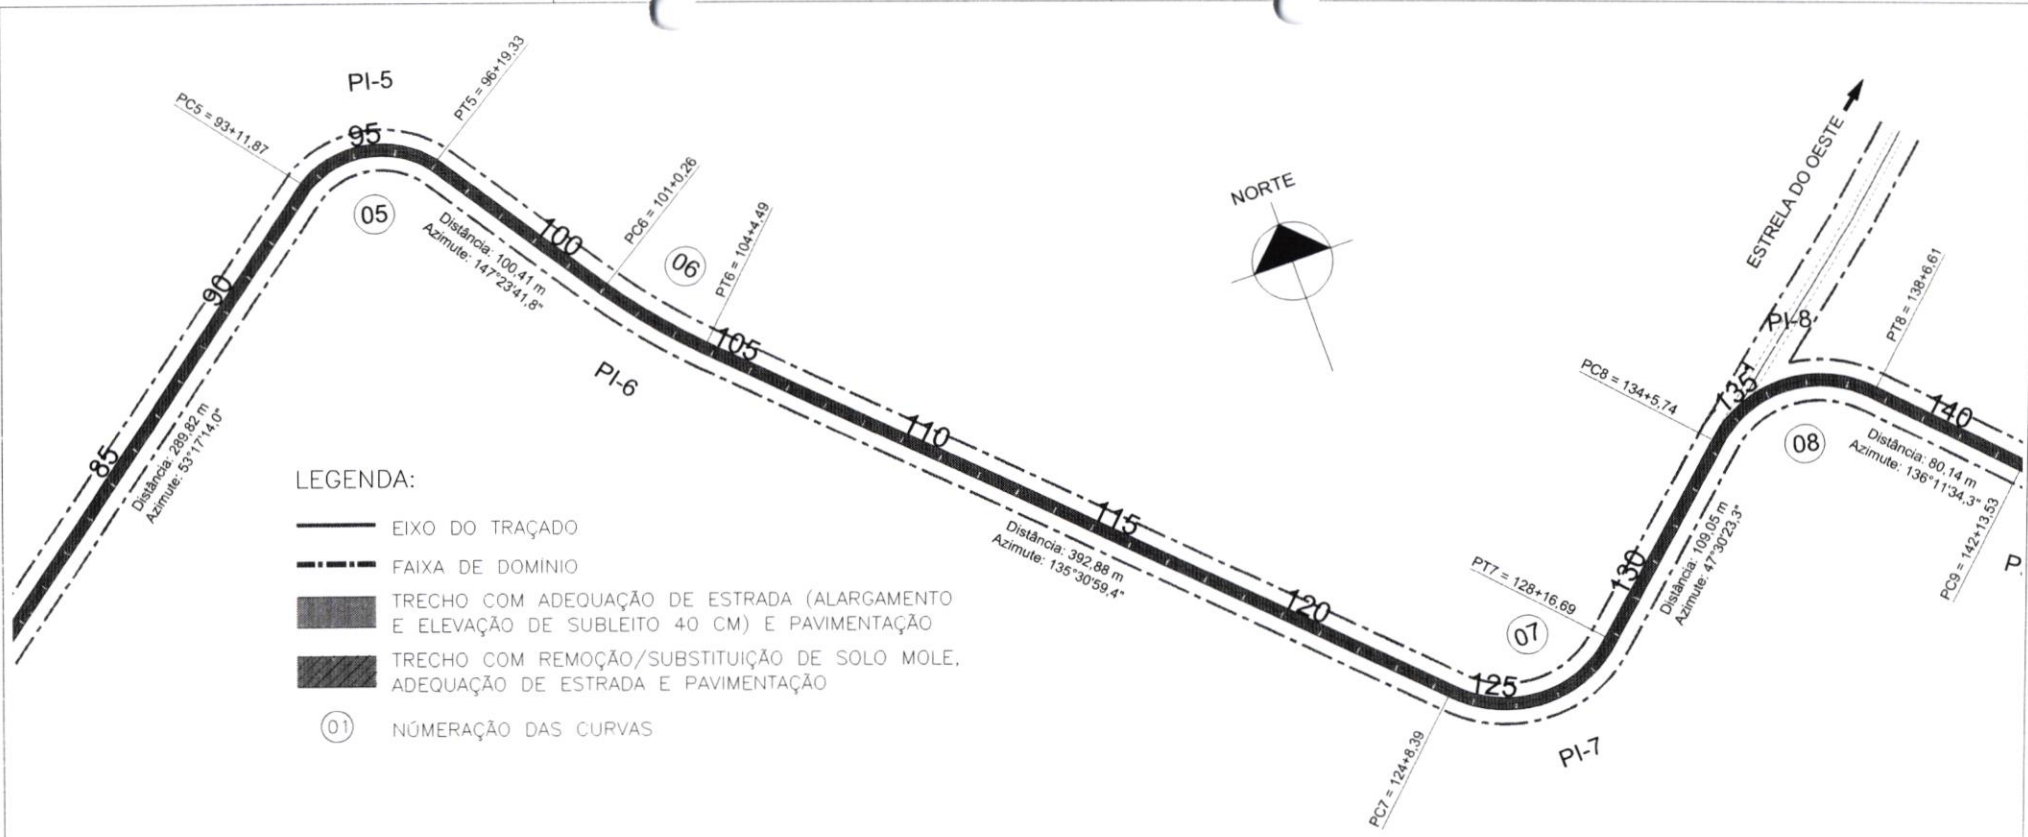 PI-5
PC5 = 93+11,87
PT5 = 96+19,33
95
05
90
85
Distância: 289,82 m
Azimute: 53°17'14,0"
Distância: 100,41 m
Azimute: 147°23'41,8"
100
PC6 = 101+0,26
06
PT6 = 104+4,49
PI-6
105
110
115
Distância: 392,88 m
Azimute: 135°30'59,4"
120
NORTE
125
PC7 = 124+8,39
PT7 = 128+16,69
07
PI-7
130
Distância: 109,05 m
Azimute: 47°30'23,3"
ESTRELA DO OESTE
PI-8
PC8 = 134+5,74
135
08
PT8 = 138+6,61
140
Distância: 80,14 m
Azimute: 136°11'34,3"
PC9 = 142+13,53
P
LEGENDA:
EIXO DO TRAÇADO
FAIXA DE DOMÍNIO
TRECHO COM ADEQUAÇÃO DE ESTRADA (ALARGAMENTO
E ELEVAÇÃO DE SUBLEITO 40 CM) E PAVIMENTAÇÃO
TRECHO COM REMOÇÃO/SUBSTITUIÇÃO DE SOLO MOLE,
ADEQUAÇÃO DE ESTRADA E PAVIMENTAÇÃO
01
NÚMERAÇÃO DAS CURVAS